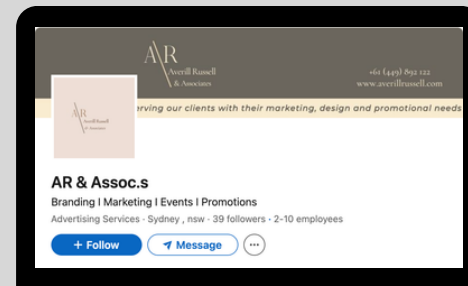 A\R
Averill Russell
& Associates
+61 (449) 892 122
www.averillrussell.com
erving our clients with their marketing, design and promotional needs
A\R
Averill Russell
& Associates
AR & Assoc.s
Branding I Marketing I Events I Promotions
Advertising Services · Sydney , nsw · 39 followers · 2-10 employees
+ Follow
Message